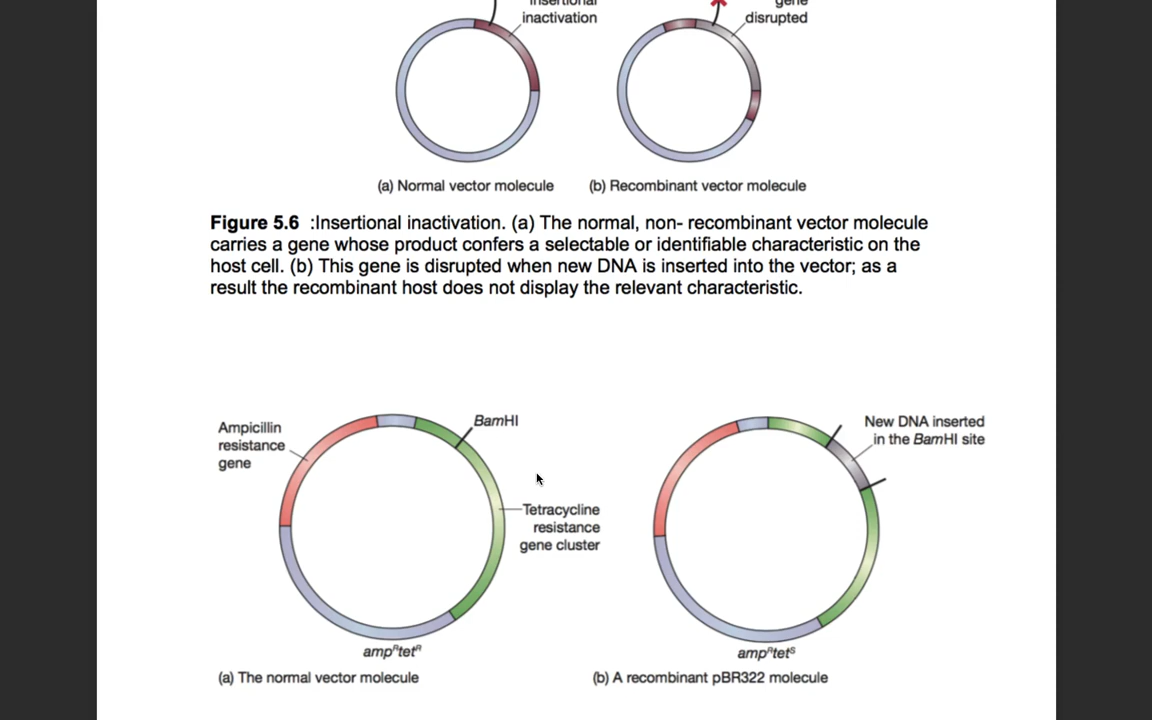 insertional
inactivation
gene
disrupted
(a) Normal vector molecule
(b) Recombinant vector molecule
Figure 5.6 :Insertional inactivation. (a) The normal, non- recombinant vector molecule
carries a gene whose product confers a selectable or identifiable characteristic on the
host cell. (b) This gene is disrupted when new DNA is inserted into the vector; as a
result the recombinant host does not display the relevant characteristic.
Ampicillin
resistance
gene
BamHI
Tetracycline
resistance
gene cluster
ampᴿtetᴿ
(a) The normal vector molecule
New DNA inserted
in the BamHI site
ampᴿtetˢ
(b) A recombinant pBR322 molecule